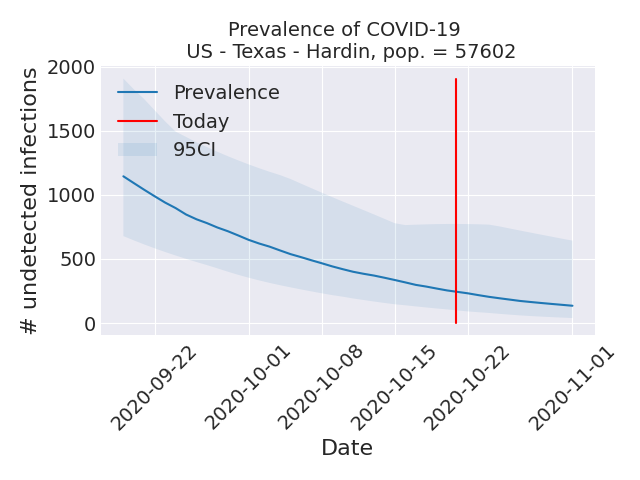 Prevalence of COVID-19
US - Texas - Hardin, pop. = 57602
# undetected infections
2000
1500
1000
500
0
Prevalence
Today
95CI
2020-09-22
2020-10-01
2020-10-08
2020-10-15
2020-10-22
2020-11-01
Date